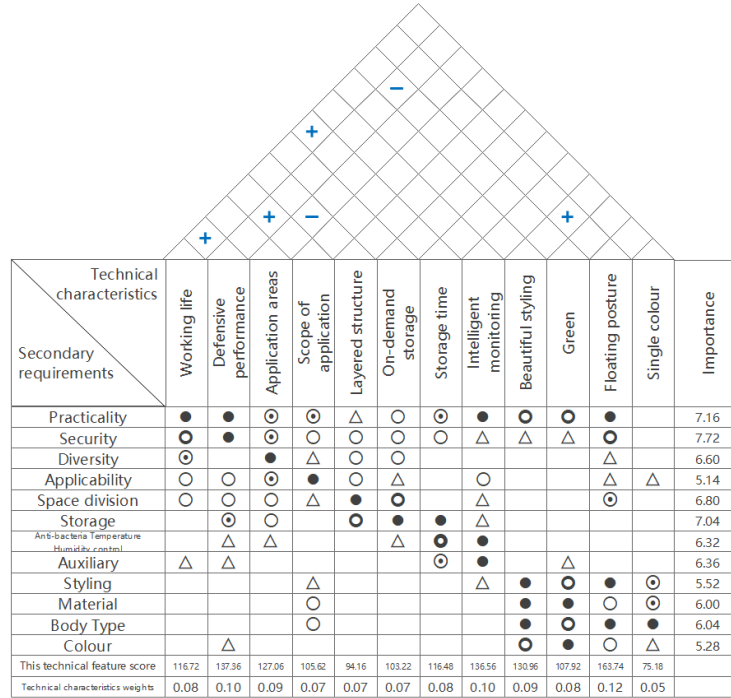 −
+
+ − +
+
Technical
characteristics
Secondary
requirements
Working life
Defensive
performance
Application areas
Scope of
application
Layered structure
On-demand
storage
Storage time
Intelligent
monitoring
Beautiful styling
Green
Floating posture
Single colour
Importance
Practicality ● ● ⊙ ⊙ △ ○ ⊙ ● ⭘ ⭘ ● 7.16
Security ⭘ ● ⊙ ○ ○ ○ ○ △ △ △ ⭘ 7.72
Diversity ⊙ ● △ ○ ○ △ 6.60
Applicability ○ ○ ⊙ ● ○ △ ○ △ △ 5.14
Space division ○ ○ ○ △ ● ⭘ △ ⊙ 6.80
Storage ⊙ ○ ⭘ ● ● △ 7.04
Anti-bacteria Temperature
Humidity control
△ △ △ ⭘ ● 6.32
Auxiliary △ △ ⊙ ● △ 6.36
Styling △ △ ● ⭘ ● ⊙ 5.52
Material ○ ● ● ○ ⊙ 6.00
Body Type ○ ● ⭘ ● ● 6.04
Colour △ ⭘ ● ○ △ 5.28
This technical feature score 116.72 137.36 127.06 105.62 94.16 103.22 116.48 136.56 130.96 107.92 163.74 75.18
Technical characteristics weights 0.08 0.10 0.09 0.07 0.07 0.07 0.08 0.10 0.09 0.08 0.12 0.05